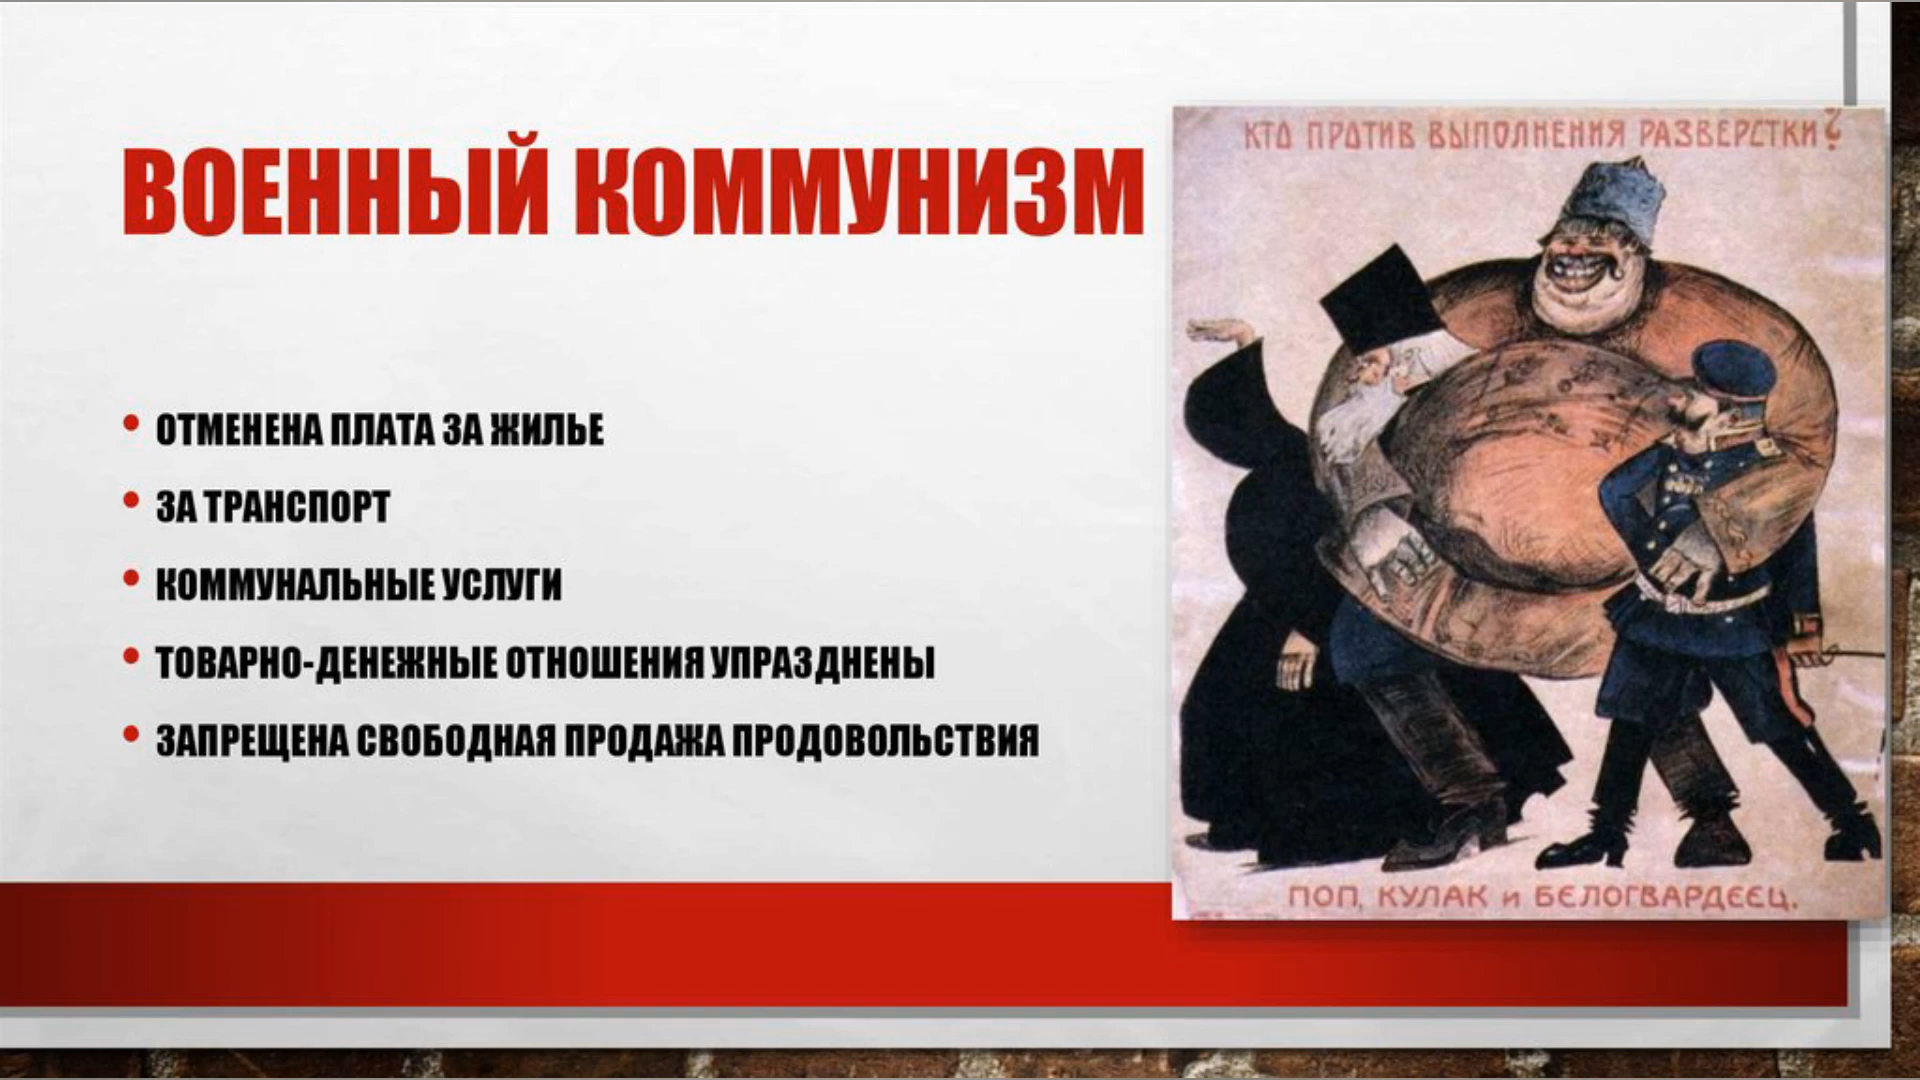 ВОЕННЫЙ КОММУНИЗМ
• ОТМЕНЕНА ПЛАТА ЗА ЖИЛЬЕ
• ЗА ТРАНСПОРТ
• КОММУНАЛЬНЫЕ УСЛУГИ
• ТОВАРНО-ДЕНЕЖНЫЕ ОТНОШЕНИЯ УПРАЗДНЕНЫ
• ЗАПРЕЩЕНА СВОБОДНАЯ ПРОДАЖА ПРОДОВОЛЬСТВИЯ
КТО ПРОТИВ ВЫПОЛНЕНИЯ РАЗВЕРСТКИ?
ПОП, КУЛАК и БЕЛОГВАРДЕЕЦ.